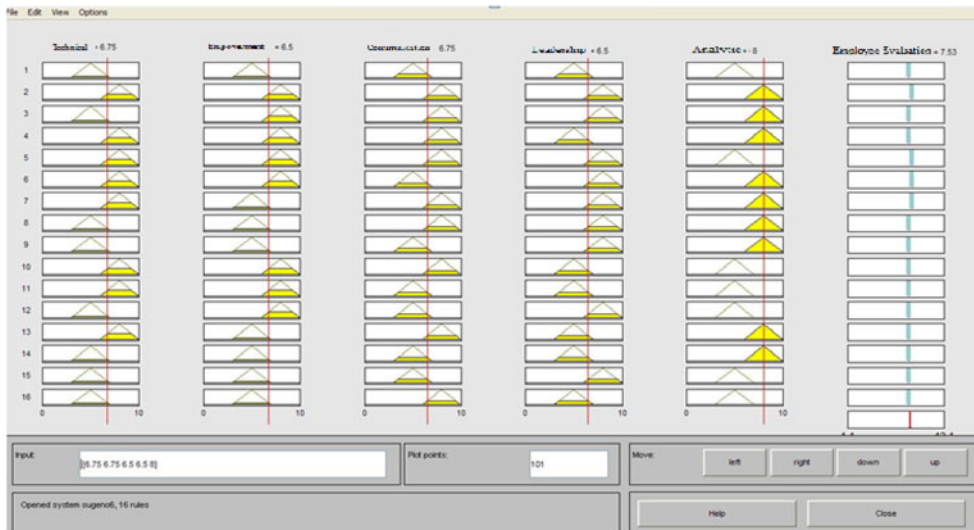 File Edit View Options
Technical = 6.75
Empowerment = 6.5
Communication 6.75
Leadership = 6.5
Analyse = 8
Employee Evaluation = 7.53
1
2
3
4
5
6
7
8
9
10
11
12
13
14
15
16
0 10
0 10
0 10
0 10
0 10
Input:
[[6.75 6.75 6.5 6.5 8]
Plot points:
101
Move:
left
right
down
up
Opened system sugeno6, 16 rules
Help
Close